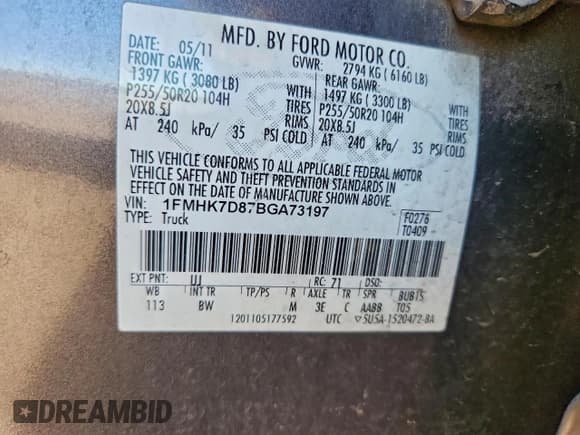 MFD. BY FORD MOTOR CO.
DATE: 05/11 GVWR: 2794 KG ( 6160 LB)
FRONT GAWR: REAR GAWR:
1397 KG ( 3080 LB) WITH 1497 KG ( 3300 LB) WITH
P255/50R20 104H TIRES P255/50R20 104H TIRES
20X8.5J RIMS 20X8.5J RIMS
AT 240 kPa/ 35 PSI COLD AT 240 kPa/ 35 PSI COLD
THIS VEHICLE CONFORMS TO ALL APPLICABLE FEDERAL MOTOR
VEHICLE SAFETY AND THEFT PREVENTION STANDARDS IN
EFFECT ON THE DATE OF MANUFACTURE SHOWN ABOVE.
VIN: 1FMHK7D87BGA73197 F0276
TYPE: Truck T0409
EXT PNT: UJ RC: 71 DSO:
WB INT TR TP/PS R AXLE TR SPR BUBTS
113 BW M 3E C AABB T05
1201105177592 UTC ▽5U5A-1520472-BA
DREAMBID